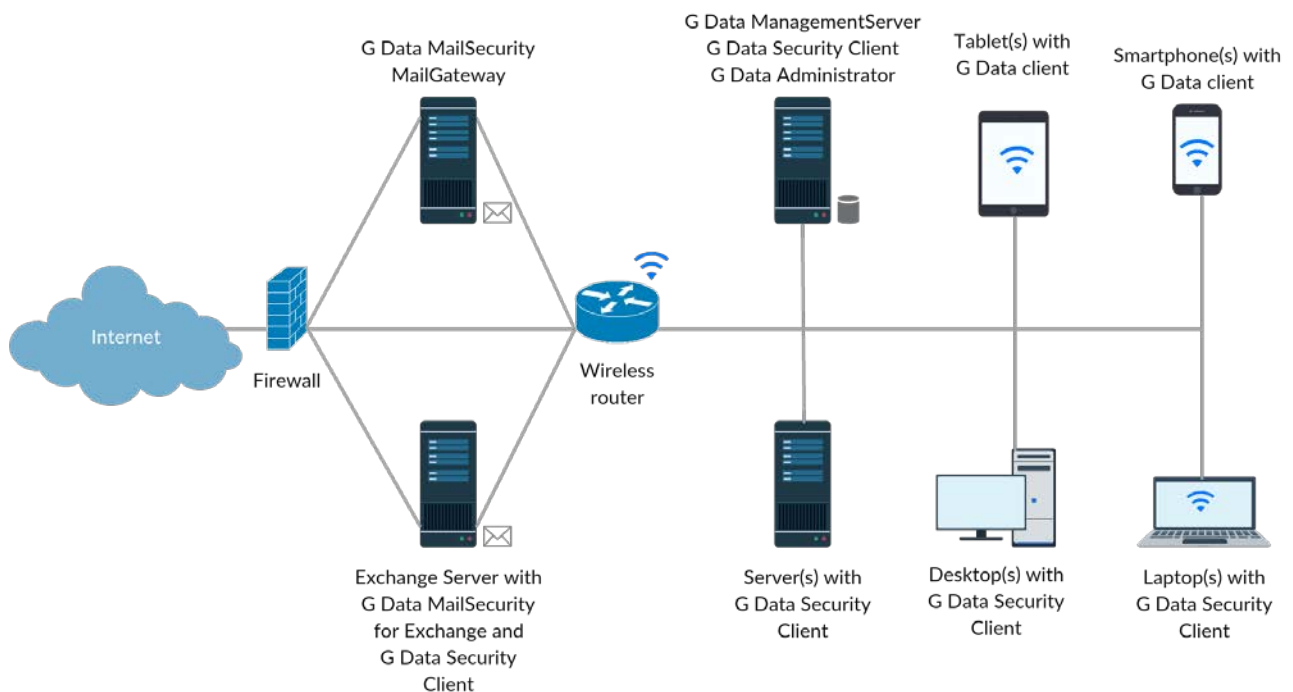 G Data MailSecurity
MailGateway
G Data ManagementServer
G Data Security Client
G Data Administrator
Tablet(s) with
G Data client
Smartphone(s) with
G Data client
Internet
Firewall
Wireless
router
Exchange Server with
G Data MailSecurity
for Exchange and
G Data Security
Client
Server(s) with
G Data Security
Client
Desktop(s) with
G Data Security
Client
Laptop(s) with
G Data Security
Client